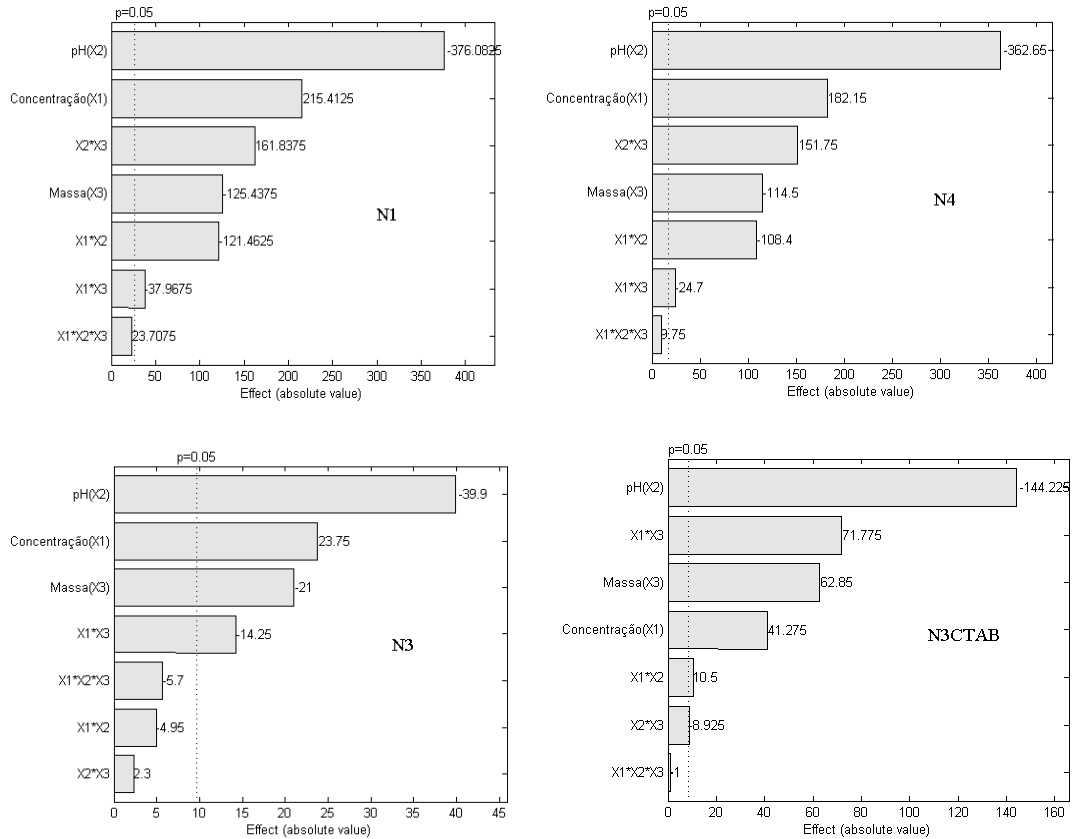 p=0.05
pH(X2)
-376.0825
Concentração(X1)
215.4125
X2*X3
161.8375
Massa(X3)
-125.4375
X1*X2
-121.4625
X1*X3
-37.9675
X1*X2*X3
23.7075
N1
0 50 100 150 200 250 300 350 400
Effect (absolute value)
p=0.05
pH(X2)
-362.65
Concentração(X1)
182.15
X2*X3
151.75
Massa(X3)
-114.5
X1*X2
-108.4
X1*X3
-24.7
X1*X2*X3
9.75
N4
0 50 100 150 200 250 300 350 400
Effect (absolute value)
p=0.05
pH(X2)
-39.9
Concentração(X1)
23.75
Massa(X3)
-21
X1*X3
-14.25
X1*X2*X3
-5.7
X1*X2
-4.95
X2*X3
2.3
N3
0 5 10 15 20 25 30 35 40 45
Effect (absolute value)
p=0.05
pH(X2)
-144.225
X1*X3
71.775
Massa(X3)
62.85
Concentração(X1)
41.275
X1*X2
10.5
X2*X3
-8.925
X1*X2*X3
-1
N3CTAB
0 20 40 60 80 100 120 140 160
Effect (absolute value)